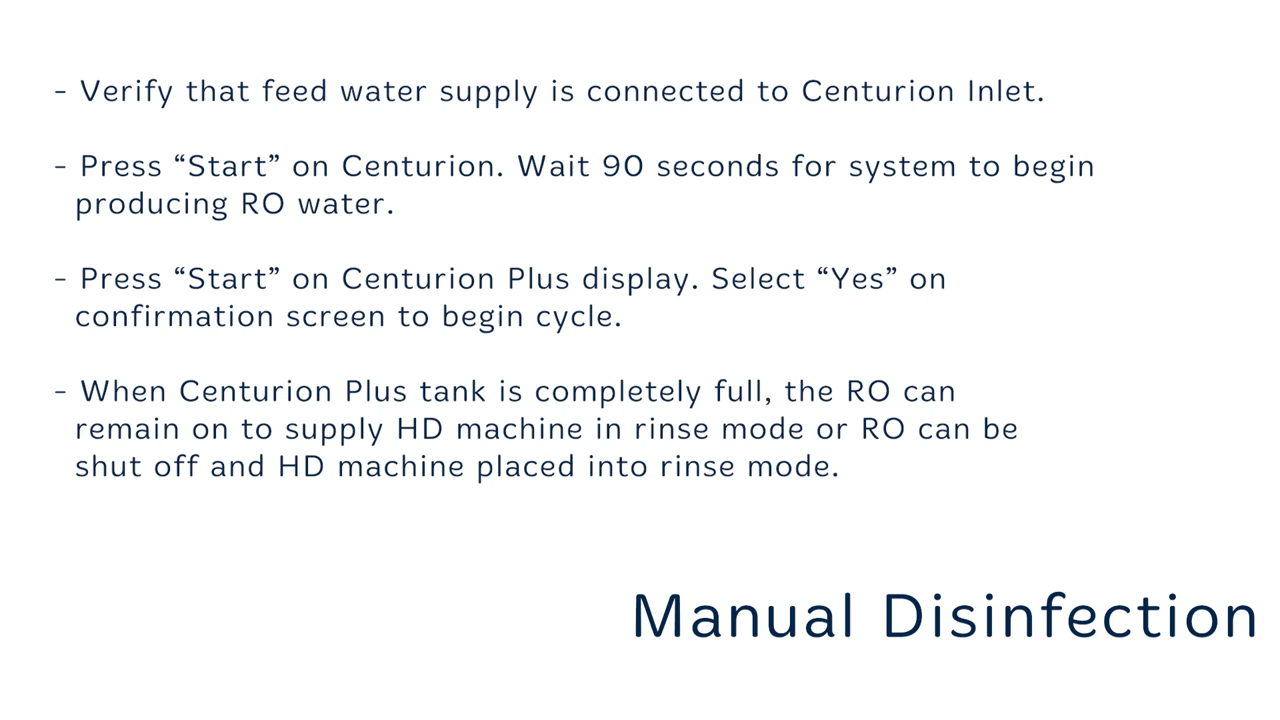 - Verify that feed water supply is connected to Centurion Inlet.
- Press “Start” on Centurion. Wait 90 seconds for system to begin
producing RO water.
- Press “Start” on Centurion Plus display. Select “Yes” on
confirmation screen to begin cycle.
- When Centurion Plus tank is completely full, the RO can
remain on to supply HD machine in rinse mode or RO can be
shut off and HD machine placed into rinse mode.
Manual Disinfection